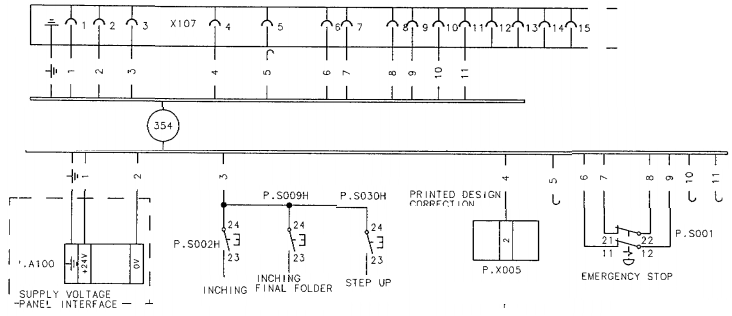 1 2 3 X107 4 5 6 7 8 9 10 11 12 13 14 15
1 2 3 4 5 6 7 8 9 10 11
354
1 2 3 4 5 6 7 8 9 10 11
P.S009H P.S030H PRINTED DESIGN
CORRECTION
24 24 24
P.S002H
23 23 23
2
P.X005
P.S001
21 22
11 12
EMERGENCY STOP
.A100 +24V 0V
INCHING
INCHING
FINAL FOLDER
STEP UP
SUPPLY VOLTAGE
PANEL INTERFACE